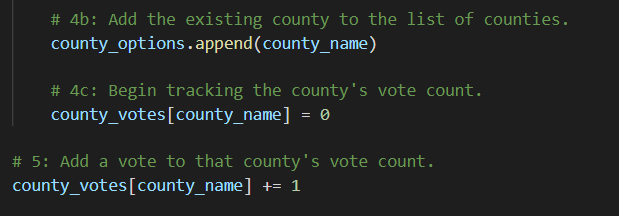 # 4b: Add the existing county to the list of counties.
county_options.append(county_name)
# 4c: Begin tracking the county's vote count.
county_votes[county_name] = 0
# 5: Add a vote to that county's vote count.
county_votes[county_name] += 1